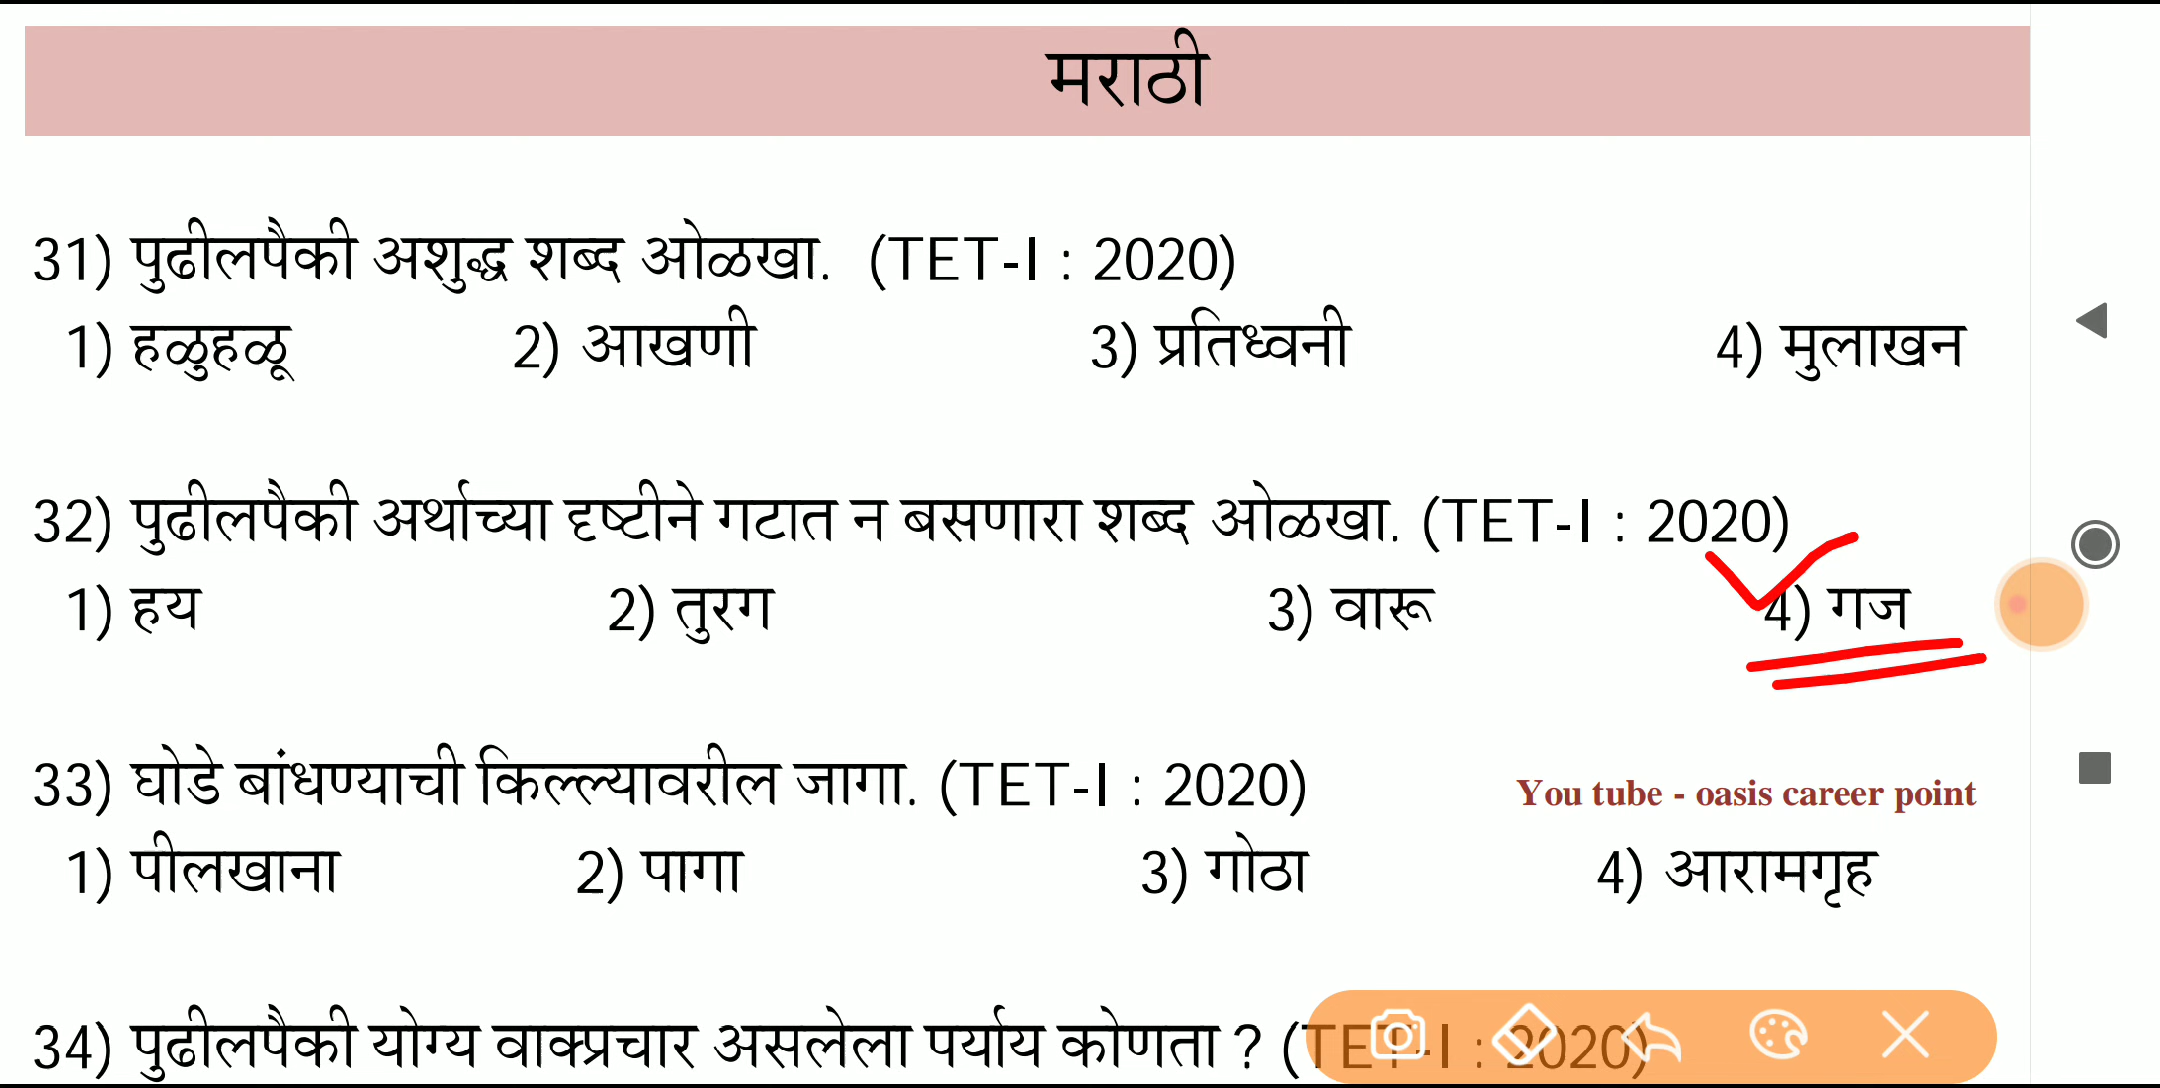 मराठी
31) पुढीलपैकी अशुद्ध शब्द ओळखा. (TET-I : 2020)
1) हळुहळू 2) आखणी 3) प्रतिध्वनी 4) मुलाखन
32) पुढीलपैकी अर्थाच्या दृष्टीने गटात न बसणारा शब्द ओळखा. (TET-I : 2020)
1) हय 2) तुरग 3) वारू 4) गज
33) घोडे बांधण्याची किल्ल्यावरील जागा. (TET-I : 2020)
You tube - oasis career point
1) पीलखाना 2) पागा 3) गोठा 4) आरामगृह
34) पुढीलपैकी योग्य वाक्प्रचार असलेला पर्याय कोणता ? (TET-I : 2020)